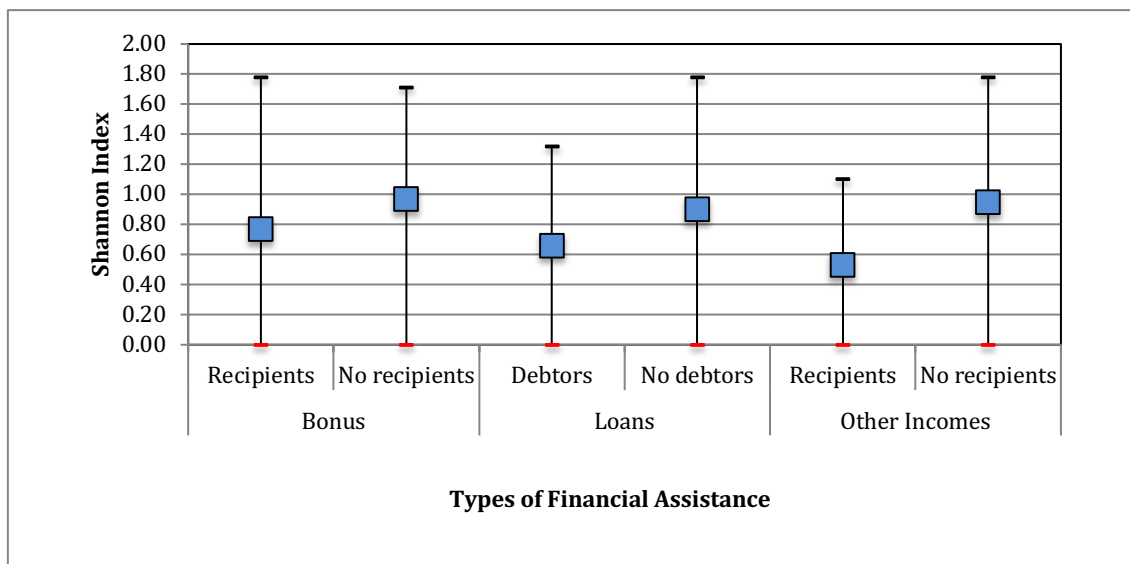 2.00
1.80
1.60
1.40
1.20
1.00
0.80
0.60
0.40
0.20
0.00
Shannon Index
Recipients No recipients Debtors No debtors Recipients No recipients
Bonus Loans Other Incomes
Types of Financial Assistance